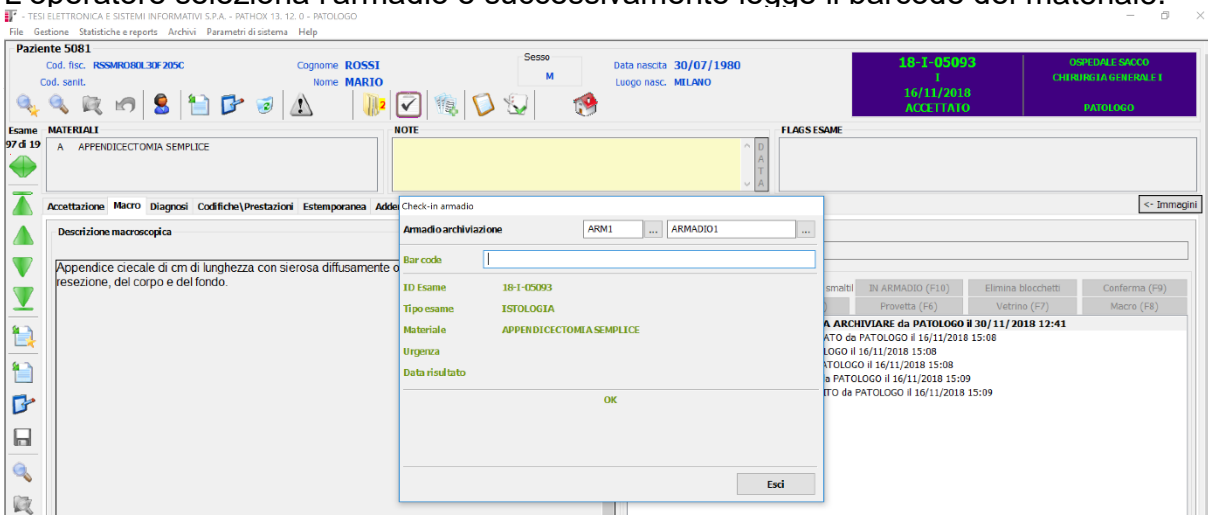 L'operatore seleziona l'armadio e successivamente legge il barcode del materiale.
- TESI ELETTRONICA E SISTEMI INFORMATIVI S.P.A. - PATHOX 13. 12. 0 - PATOLOGO
File Gestione Statistiche e reports Archivi Parametri di sistema Help
Paziente 5081
Cod. fisc. RSSMRO80L30F205C Cognome ROSSI Sesso Data nascita 30/07/1980
Cod. sanit. Nome MARIO M Luogo nasc. MILANO
18-I-05093 OSPEDALE SACCO
I CHIRURGIA GENERALE I
16/11/2018
ACCETTATO PATOLOGO
Esame MATERIALI NOTE FLAGS ESAME
97 di 19 A APPENDICECTOMIA SEMPLICE
D
A
T
A
Accettazione Macro Diagnosi Codifiche\Prestazioni Estemporanea Adde
<- Immagini
Descrizione macroscopica
Appendice ciecale di cm di lunghezza con sierosa diffusamente o
resezione, del corpo e del fondo.
Check-in armadio
Armadio archiviazione ARM1 ... ARMADIO1 ...
Bar code
ID Esame 18-I-05093
Tipo esame ISTOLOGIA
Materiale APPENDICECTOMIA SEMPLICE
Urgenza
Data risultato
OK
Esci
smaltil IN ARMADIO (F10) Elimina blocchetti Conferma (F9)
) Provetta (F6) Vetrino (F7) Macro (F8)
A ARCHIVIARE da PATOLOGO il 30/11/2018 12:41
ATO da PATOLOGO il 16/11/2018 15:08
LOGO il 16/11/2018 15:08
ATOLOGO il 16/11/2018 15:08
a PATOLOGO il 16/11/2018 15:09
ITO da PATOLOGO il 16/11/2018 15:09